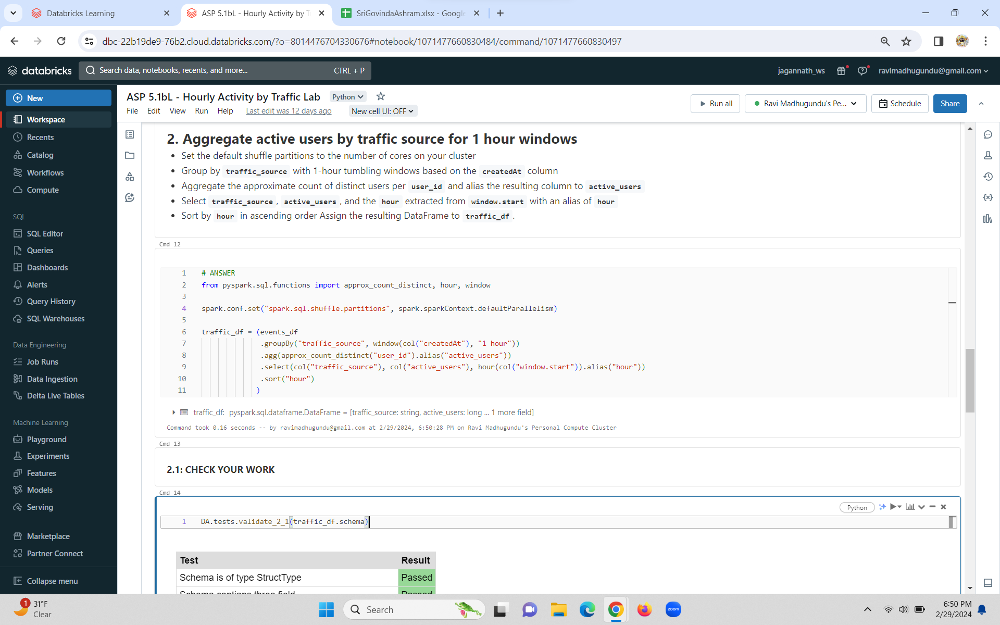 Databricks Learning
ASP 5.1bL - Hourly Activity by T
SriGovindaAshram.xlsx - Google
dbc-22b19de9-76b2.cloud.databricks.com/?o=8014476704330676#notebook/1071477660830484/command/1071477660830497
databricks
Search data, notebooks, recents, and more...
CTRL + P
jagannath_ws
ravimadhugundu@gmail.com
New
Workspace
Recents
Catalog
Workflows
Compute
SQL
SQL Editor
Queries
Dashboards
Alerts
Query History
SQL Warehouses
Data Engineering
Job Runs
Data Ingestion
Delta Live Tables
Machine Learning
Playground
Experiments
Features
Models
Serving
Marketplace
Partner Connect
Collapse menu
ASP 5.1bL - Hourly Activity by Traffic Lab
Python
File Edit View Run Help Last edit was 12 days ago New cell UI: OFF
Run all
Ravi Madhugundu's Pe...
Schedule
Share
2. Aggregate active users by traffic source for 1 hour windows
• Set the default shuffle partitions to the number of cores on your cluster
• Group by traffic_source with 1-hour tumbling windows based on the createdAt column
• Aggregate the approximate count of distinct users per user_id and alias the resulting column to active_users
• Select traffic_source, active_users, and the hour extracted from window.start with an alias of hour
• Sort by hour in ascending order Assign the resulting DataFrame to traffic_df.
Cmd 12
1 # ANSWER
2 from pyspark.sql.functions import approx_count_distinct, hour, window
3
4 spark.conf.set("spark.sql.shuffle.partitions", spark.sparkContext.defaultParallelism)
5
6 traffic_df = (events_df
7 .groupBy("traffic_source", window(col("createdAt"), "1 hour"))
8 .agg(approx_count_distinct("user_id").alias("active_users"))
9 .select(col("traffic_source"), col("active_users"), hour(col("window.start")).alias("hour"))
10 .sort("hour")
11 )
traffic_df: pyspark.sql.dataframe.DataFrame = [traffic_source: string, active_users: long ... 1 more field]
Command took 0.16 seconds -- by ravimadhugundu@gmail.com at 2/29/2024, 6:50:28 PM on Ravi Madhugundu's Personal Compute Cluster
Cmd 13
2.1: CHECK YOUR WORK
Cmd 14
Python
1 DA.tests.validate_2_1(traffic_df.schema)
Test Result
Schema is of type StructType Passed
Schema contians three field Passed
1
31°F
Clear
Search
zoom
6:50 PM
2/29/2024